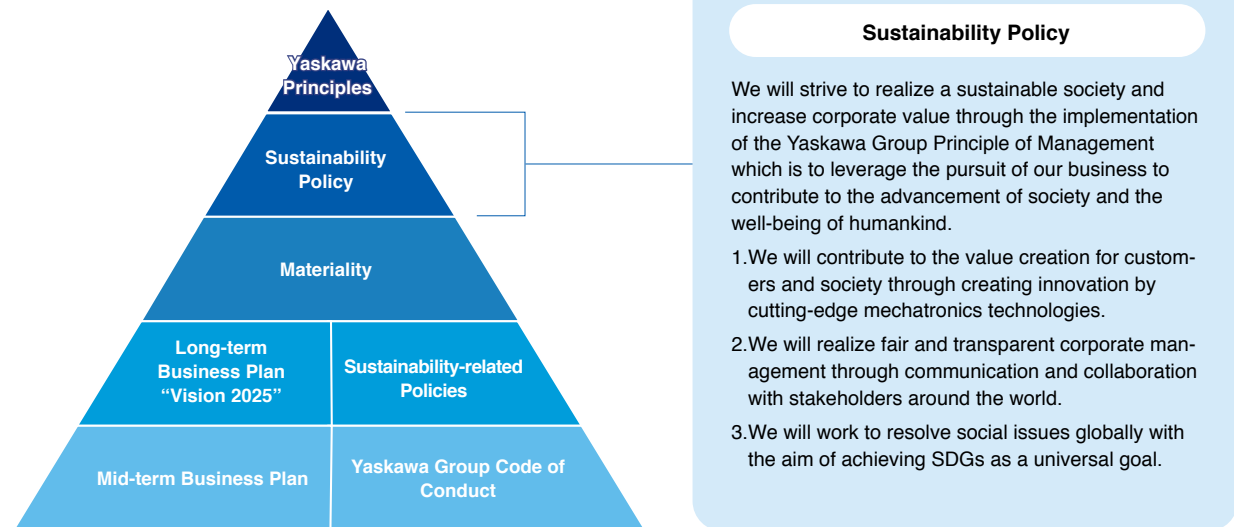 Yaskawa
Principles
Sustainability
Policy
Materiality
Long-term
Business Plan
“Vision 2025”
Sustainability-related
Policies
Mid-term Business Plan
Yaskawa Group Code of
Conduct
Sustainability Policy
We will strive to realize a sustainable society and
increase corporate value through the implementation
of the Yaskawa Group Principle of Management
which is to leverage the pursuit of our business to
contribute to the advancement of society and the
well-being of humankind.
1.We will contribute to the value creation for custom-
ers and society through creating innovation by
cutting-edge mechatronics technologies.
2.We will realize fair and transparent corporate man-
agement through communication and collaboration
with stakeholders around the world.
3.We will work to resolve social issues globally with
the aim of achieving SDGs as a universal goal.